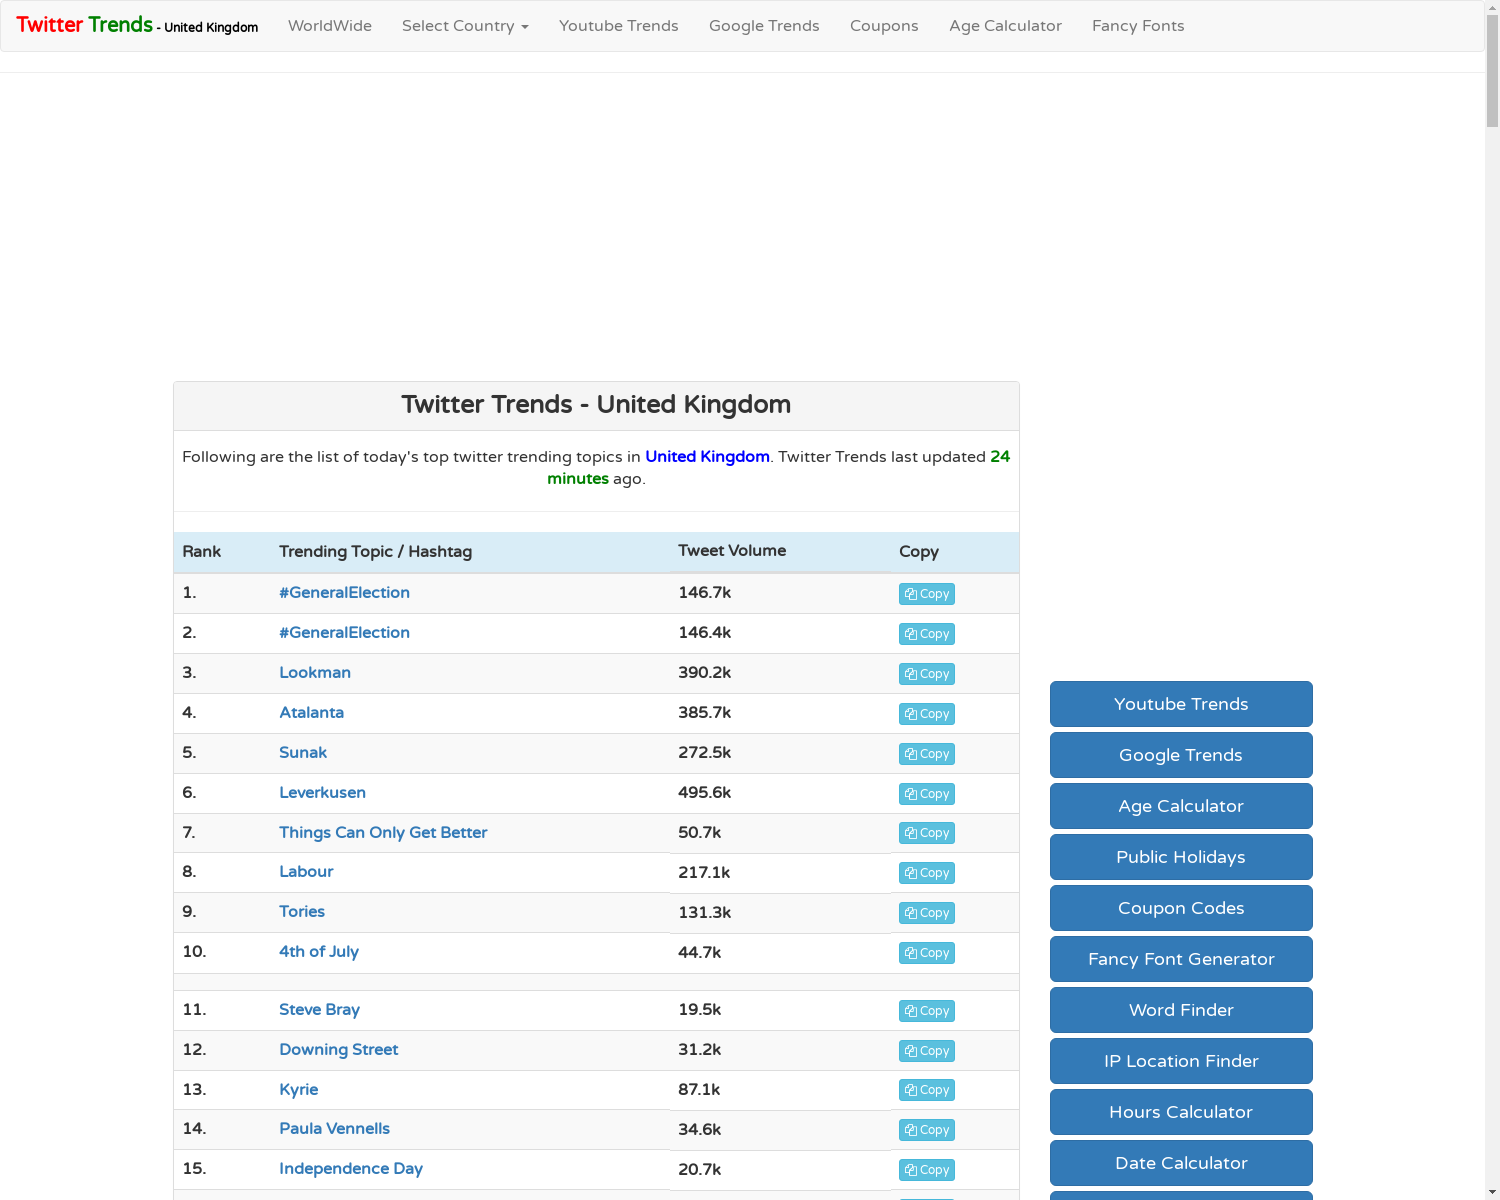 Twitter Trends - United Kingdom WorldWide Select Country Youtube Trends Google Trends Coupons Age Calculator Fancy Fonts
Twitter Trends - United Kingdom
Following are the list of today's top twitter trending topics in United Kingdom. Twitter Trends last updated 24
minutes ago.
Rank Trending Topic / Hashtag Tweet Volume Copy
1. #GeneralElection 146.7k Copy
2. #GeneralElection 146.4k Copy
3. Lookman 390.2k Copy
4. Atalanta 385.7k Copy
5. Sunak 272.5k Copy
6. Leverkusen 495.6k Copy
7. Things Can Only Get Better 50.7k Copy
8. Labour 217.1k Copy
9. Tories 131.3k Copy
10. 4th of July 44.7k Copy
11. Steve Bray 19.5k Copy
12. Downing Street 31.2k Copy
13. Kyrie 87.1k Copy
14. Paula Vennells 34.6k Copy
15. Independence Day 20.7k Copy
Youtube Trends
Google Trends
Age Calculator
Public Holidays
Coupon Codes
Fancy Font Generator
Word Finder
IP Location Finder
Hours Calculator
Date Calculator